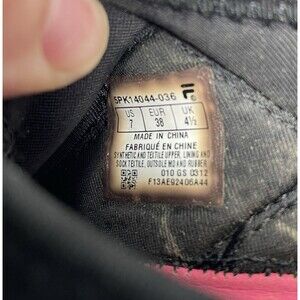 5PK14044-036
US EUR UK
7 38 4½
MADE IN CHINA
FABRIQUÉ EN CHINE
SYNTHETIC AND TEXTILE UPPER, LINING AND
SOCK TEXTILE, OUTSOLE MD AND RUBBER.
010 GS 0312
F13AE92406A44